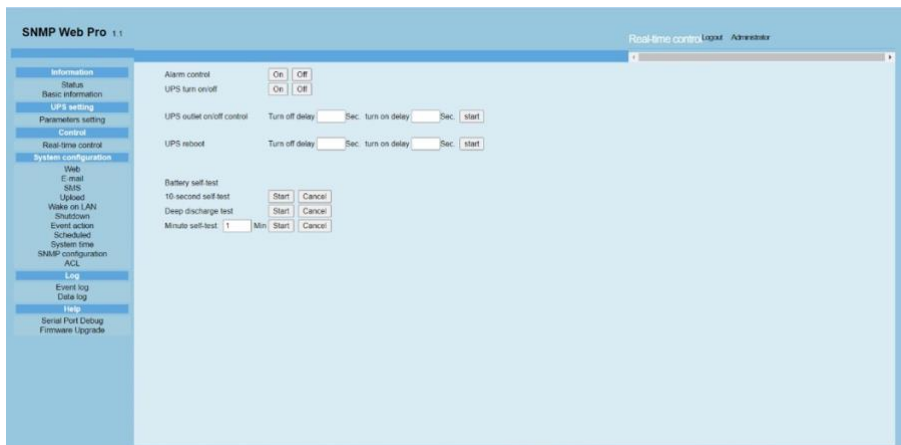 SNMP Web Pro 1.1
Real-time contro Logout Administrator
Information
Status
Basic information
UPS setting
Parameters setting
Control
Real-time control
System configuration
Web
E-mail
SMS
Upload
Wake on LAN
Shutdown
Event action
Scheduled
System time
SNMP configuration
ACL
Log
Event log
Data log
Help
Serial Port Debug
Firmware Upgrade
Alarm control On Off
UPS turn on/off On Off
UPS outlet on/off control Turn off delay Sec. turn on delay Sec. start
UPS reboot Turn off delay Sec. turn on delay Sec. start
Battery self-test
10-second self-test Start Cancel
Deep discharge test Start Cancel
Minute self-test 1 Min Start Cancel